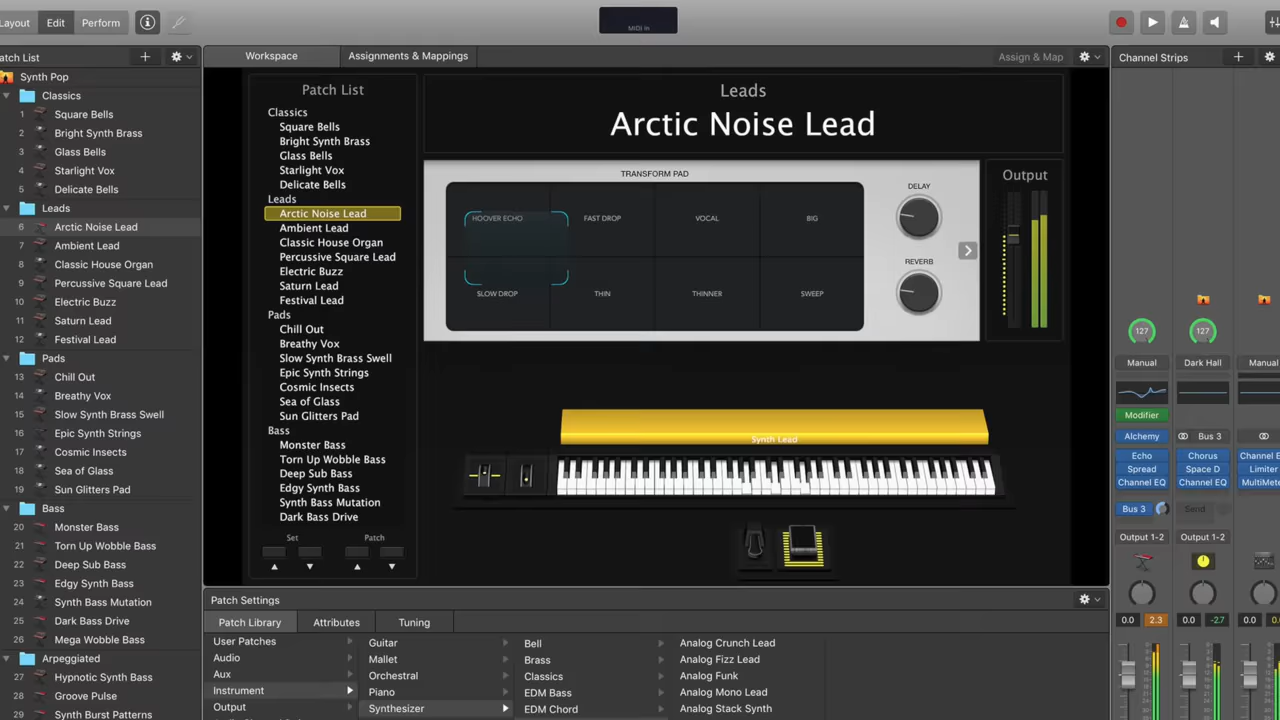 Layout Edit Perform
MIDI In
Patch List
Synth Pop
Classics
1 Square Bells
2 Bright Synth Brass
3 Glass Bells
4 Starlight Vox
5 Delicate Bells
Leads
6 Arctic Noise Lead
7 Ambient Lead
8 Classic House Organ
9 Percussive Square Lead
10 Electric Buzz
11 Saturn Lead
12 Festival Lead
Pads
13 Chill Out
14 Breathy Vox
15 Slow Synth Brass Swell
16 Epic Synth Strings
17 Cosmic Insects
18 Sea of Glass
19 Sun Glitters Pad
Bass
20 Monster Bass
21 Torn Up Wobble Bass
22 Deep Sub Bass
23 Edgy Synth Bass
24 Synth Bass Mutation
25 Dark Bass Drive
26 Mega Wobble Bass
Arpeggiated
27 Hypnotic Synth Bass
28 Groove Pulse
29 Synth Burst Patterns
Workspace Assignments & Mappings Assign & Map
Patch List
Classics
Square Bells
Bright Synth Brass
Glass Bells
Starlight Vox
Delicate Bells
Leads
Arctic Noise Lead
Ambient Lead
Classic House Organ
Percussive Square Lead
Electric Buzz
Saturn Lead
Festival Lead
Pads
Chill Out
Breathy Vox
Slow Synth Brass Swell
Epic Synth Strings
Cosmic Insects
Sea of Glass
Sun Glitters Pad
Bass
Monster Bass
Torn Up Wobble Bass
Deep Sub Bass
Edgy Synth Bass
Synth Bass Mutation
Dark Bass Drive
Set Patch
Leads
Arctic Noise Lead
TRANSFORM PAD
HOOVER ECHO FAST DROP VOCAL BIG
SLOW DROP THIN THINNER SWEEP
DELAY
REVERB
Output
Synth Lead
Patch Settings
Patch Library Attributes Tuning
User Patches
Audio
Aux
Instrument
Output
Guitar
Mallet
Orchestral
Piano
Synthesizer
Bell
Brass
Classics
EDM Bass
EDM Chord
Analog Crunch Lead
Analog Fizz Lead
Analog Funk
Analog Mono Lead
Analog Stack Synth
Channel Strips
127 127
Manual Dark Hall Manual
Modifier
Alchemy Bus 3
Echo Chorus Channel E
Spread Space D Limiter
Channel EQ Channel EQ MultiMete
Bus 3 Send
Output 1-2 Output 1-2
0.0 2.3 0.0 -2.7 0.0